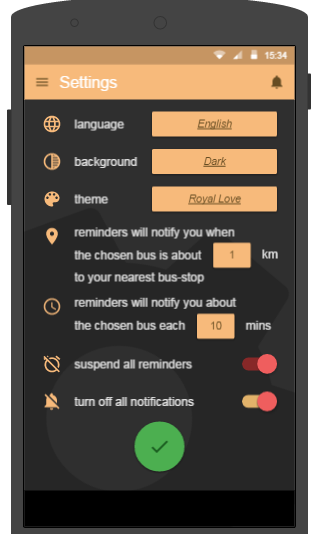 15:34
Settings
language English
background Dark
theme Royal Love
reminders will notify you when
the chosen bus is about 1 km
to your nearest bus-stop
reminders will notify you about
the chosen bus each 10 mins
suspend all reminders
turn off all notifications